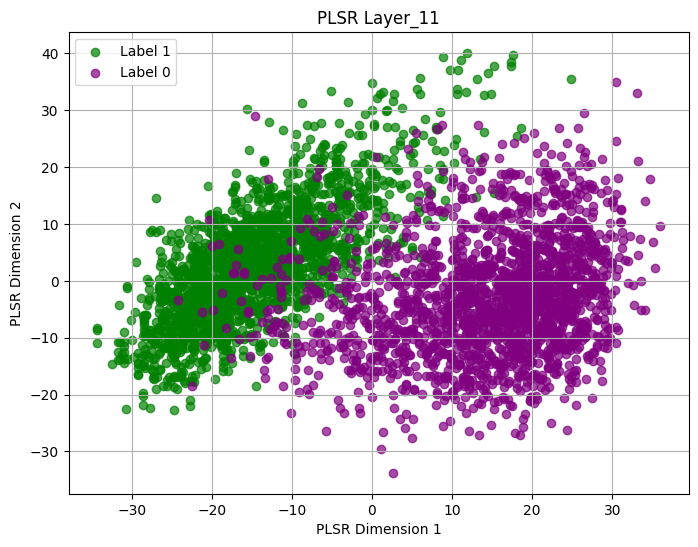 PLSR Layer_11
Label 1
Label 0
40
30
20
10
0
−10
−20
−30
PLSR Dimension 2
−30 −20 −10 0 10 20 30
PLSR Dimension 1